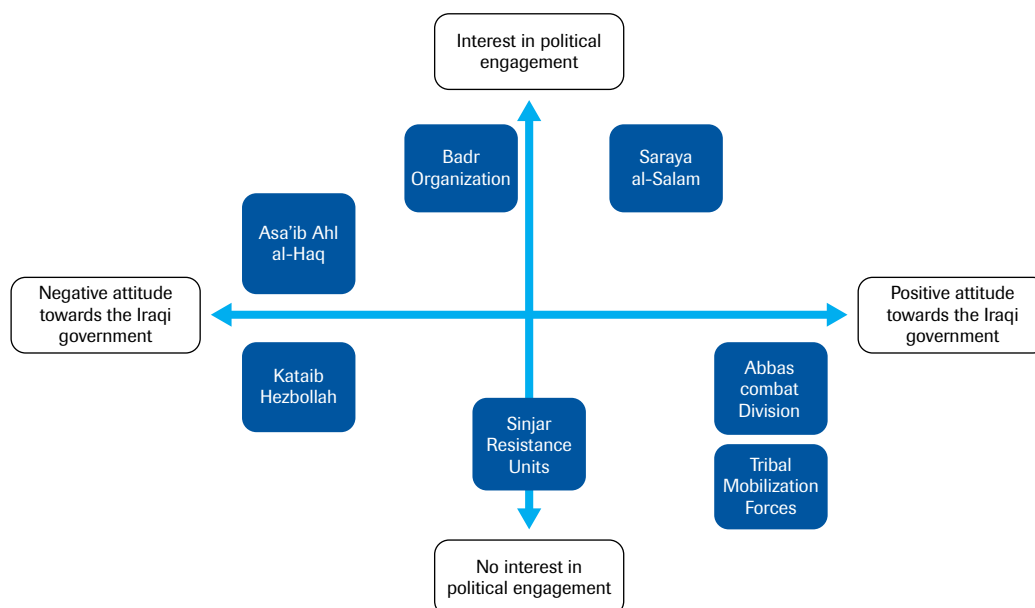 Interest in political
engagement
Badr
Organization
Saraya
al-Salam
Asa'ib Ahl
al-Haq
Negative attitude
towards the Iraqi
government
Positive attitude
towards the Iraqi
government
Kataib
Hezbollah
Abbas
combat
Division
Sinjar
Resistance
Units
Tribal
Mobilization
Forces
No interest in
political engagement